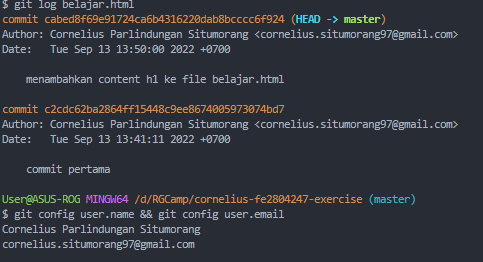 $ git log belajar.html
commit cabed8f69e91724ca6b4316220dab8bcccc6f924 (HEAD -> master)
Author: Cornelius Parlindungan Situmorang <cornelius.situmorang97@gmail.com>
Date:   Tue Sep 13 13:50:00 2022 +0700
menambahkan content h1 ke file belajar.html
commit c2cdc62ba2864ff15448c9ee8674005973074bd7
Author: Cornelius Parlindungan Situmorang <cornelius.situmorang97@gmail.com>
Date:   Tue Sep 13 13:41:11 2022 +0700
commit pertama
User@ASUS-ROG MINGW64 /d/RGCamp/cornelius-fe2804247-exercise (master)
$ git config user.name && git config user.email
Cornelius Parlindungan Situmorang
cornelius.situmorang97@gmail.com